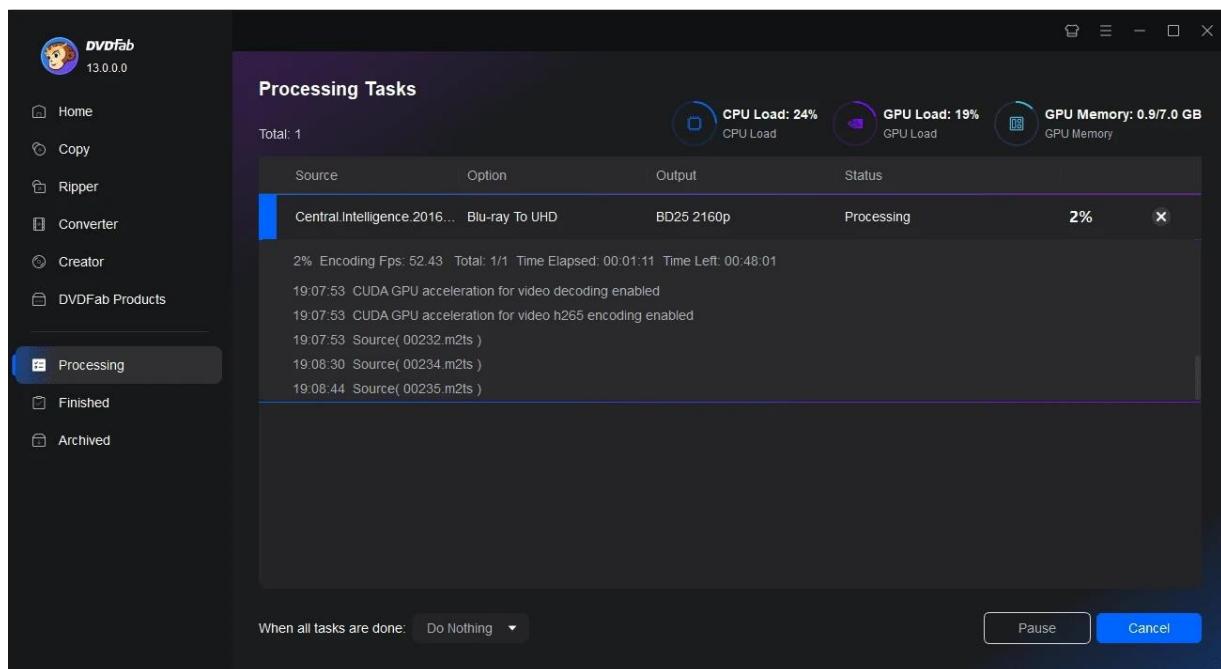 DVDFab
13.0.0.0
Home
Copy
Ripper
Converter
Creator
DVDFab Products
Processing
Finished
Archived
Processing Tasks
Total: 1
CPU Load: 24%
CPU Load
GPU Load: 19%
GPU Load
GPU Memory: 0.9/7.0 GB
GPU Memory
Source Option Output Status
Central.Intelligence.2016... Blu-ray To UHD BD25 2160p Processing 2%
2% Encoding Fps: 52.43 Total: 1/1 Time Elapsed: 00:01:11 Time Left: 00:48:01
19:07:53 CUDA GPU acceleration for video decoding enabled
19:07:53 CUDA GPU acceleration for video h265 encoding enabled
19:07:53 Source( 00232.m2ts )
19:08:30 Source( 00234.m2ts )
19:08:44 Source( 00235.m2ts )
When all tasks are done: Do Nothing
Pause
Cancel